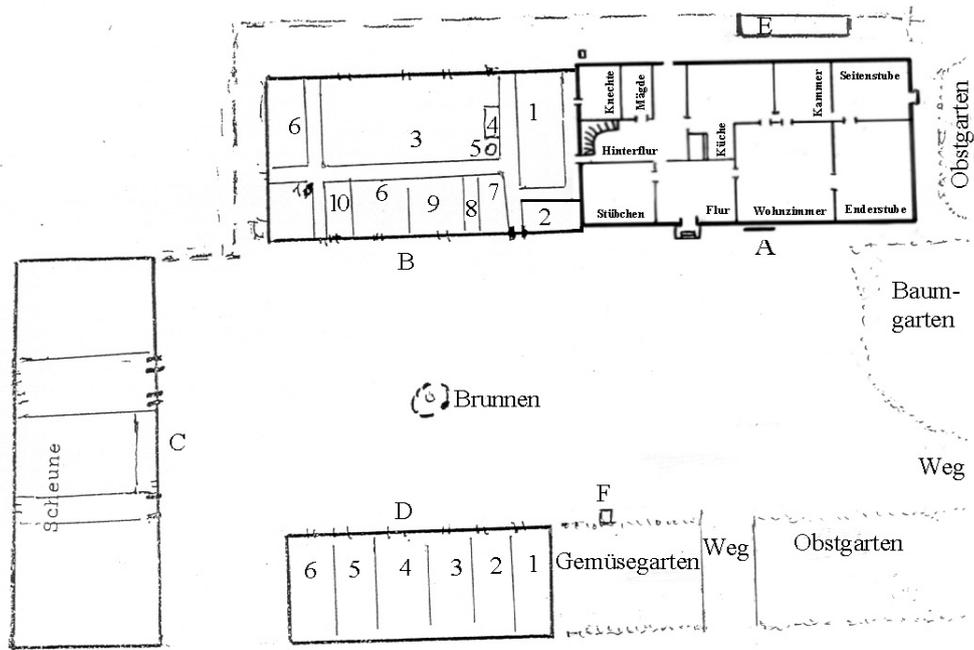 E
Knechte
Mägde
Kammer
Seitenstube
Obstgarten
6
3
4
5
1
Küche
Hinterflur
10
6
9
8
7
2
Stübchen
Flur
Wohnzimmer
Enderstube
B
A
Baum-
garten
Brunnen
C
Scheune
Weg
D
F
6
5
4
3
2
1
Gemüsegarten
Weg
Obstgarten